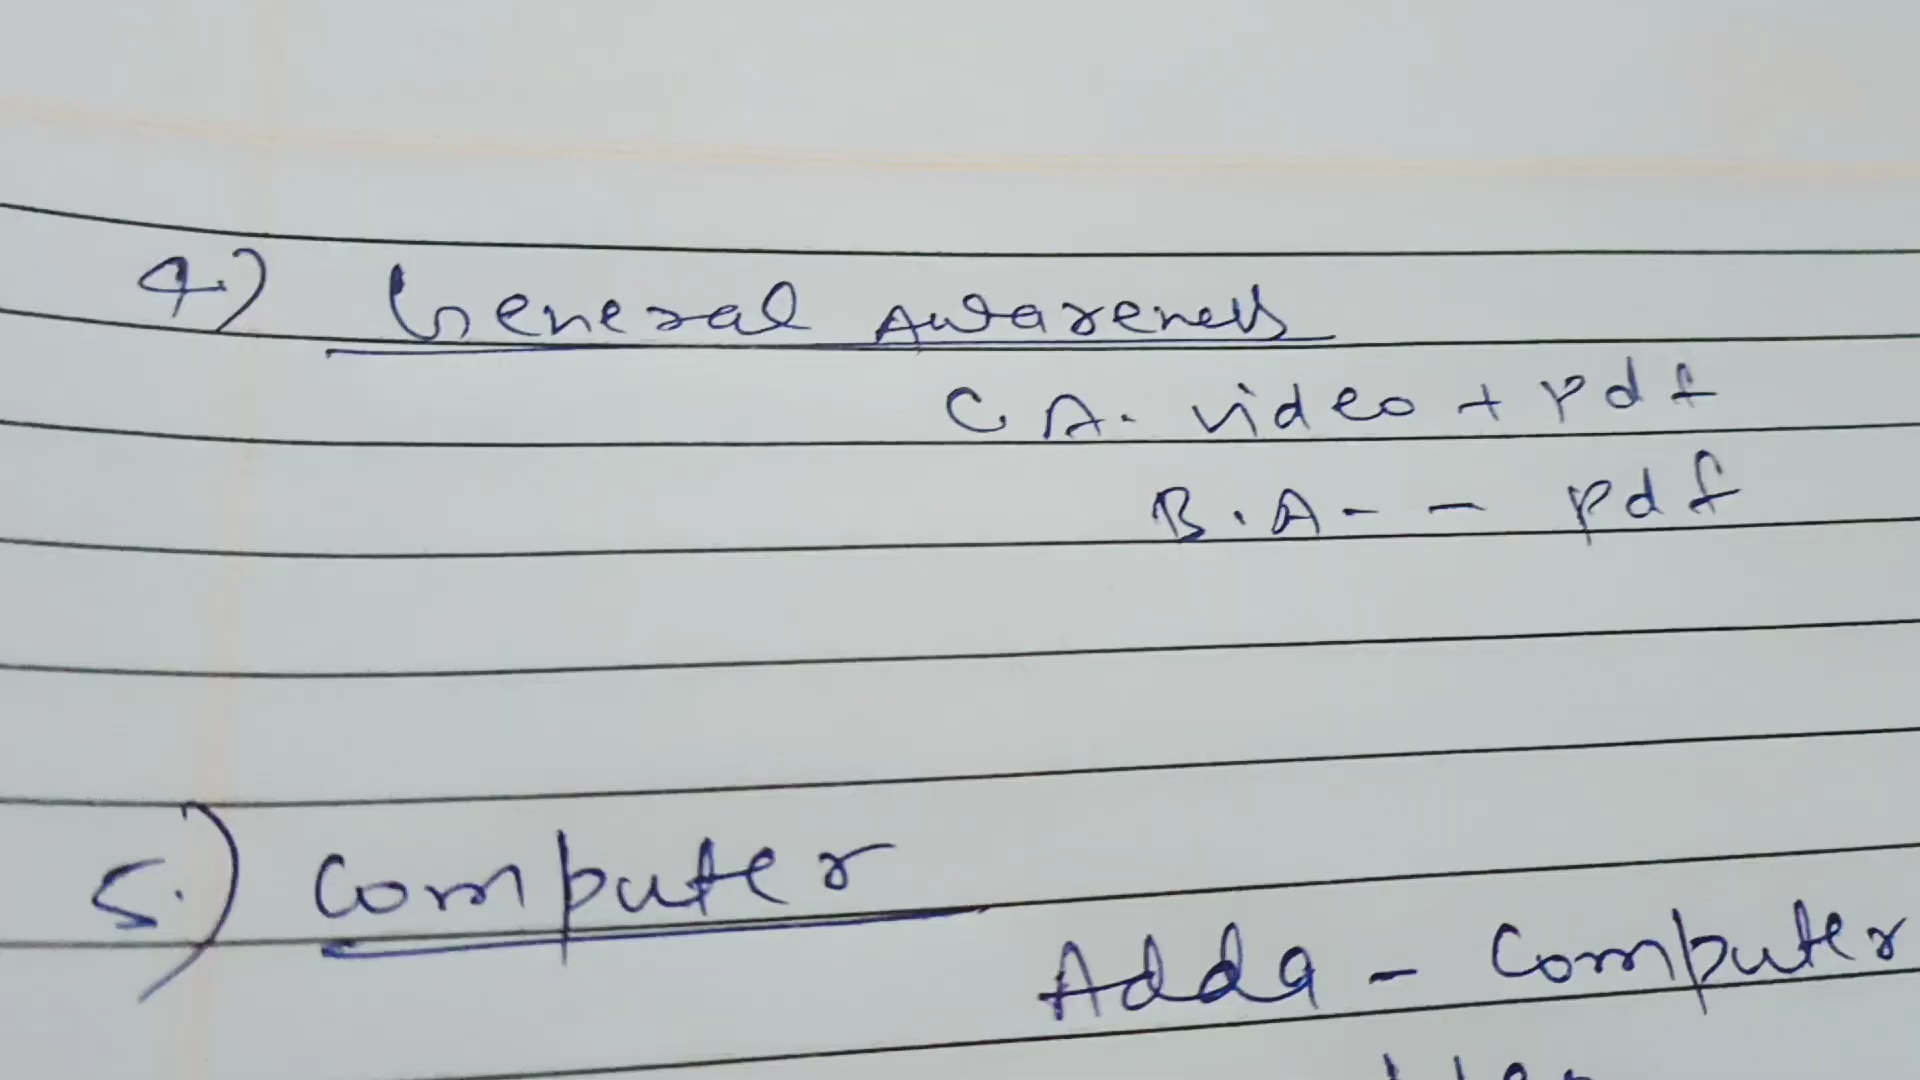 4.) General Awareness
C.A. video + pdf
B.A. - - pdf
5.) Computer
Adda - Computer